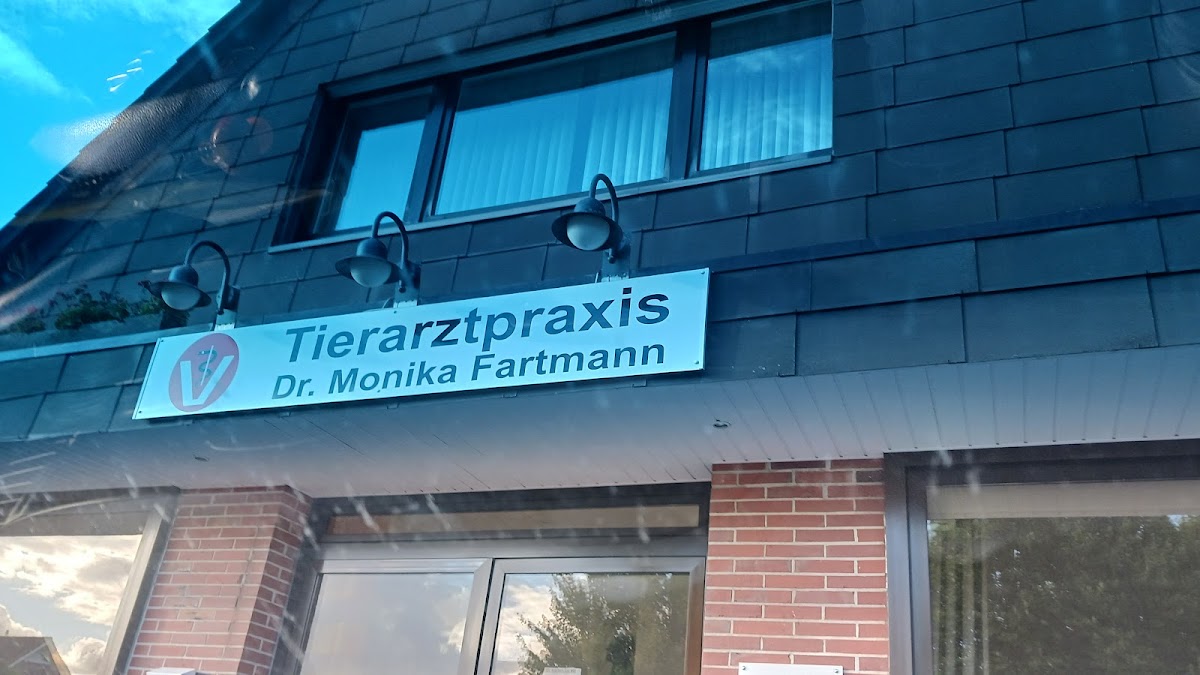 Tierarztpraxis
Dr. Monika Fartmann
V